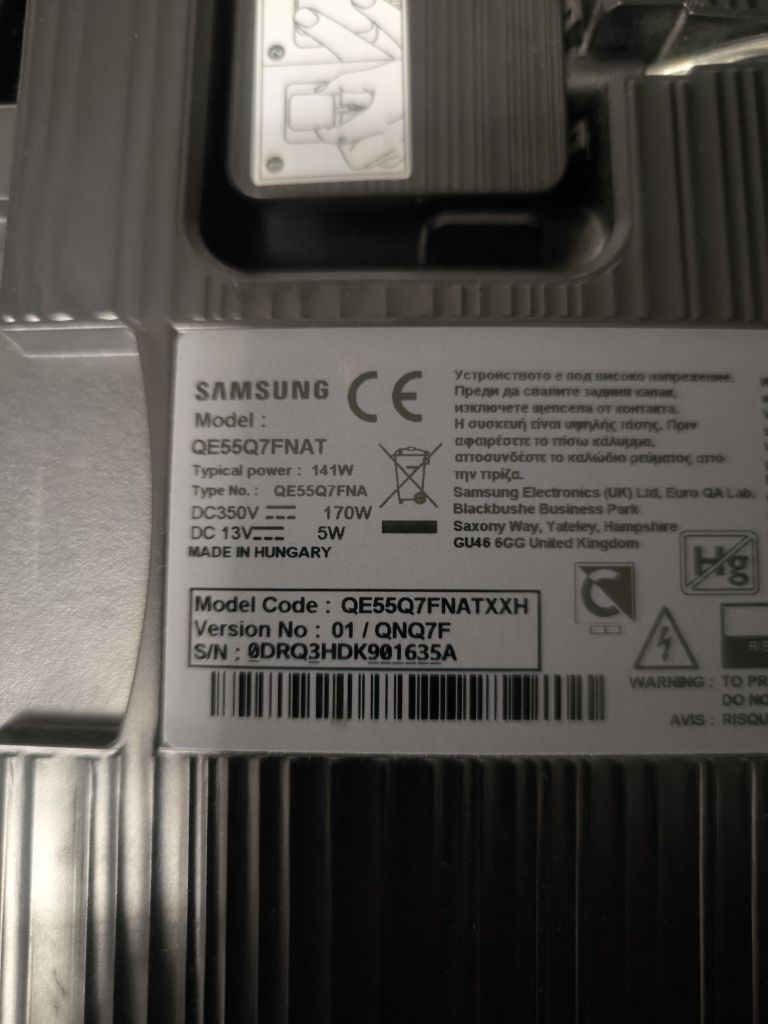 SAMSUNG
Model :
QE55Q7FNAT
Typical power : 141W
Type No. : QE55Q7FNA
DC350V 170W
DC 13V 5W
MADE IN HUNGARY
Устройството е под високо напрежение.
Преди да свалите задния капак,
изключете щепсела от контакта.
Η συσκευή είναι υψηλής τάσης. Πριν
αφαιρέσετε το πίσω κάλυμμα,
αποσυνδέστε το καλώδιο ρεύματος από
την πρίζα.
Samsung Electronics (UK) Ltd, Euro QA Lab.
Blackbushe Business Park
Saxony Way, Yateley, Hampshire
GU46 6GG United Kingdom
Hg
Model Code : QE55Q7FNATXXH
Version No : 01 / QNQ7F
S/N : 0DRQ3HDK901635A
WARNING : TO PR
DO NO
AVIS : RISQU